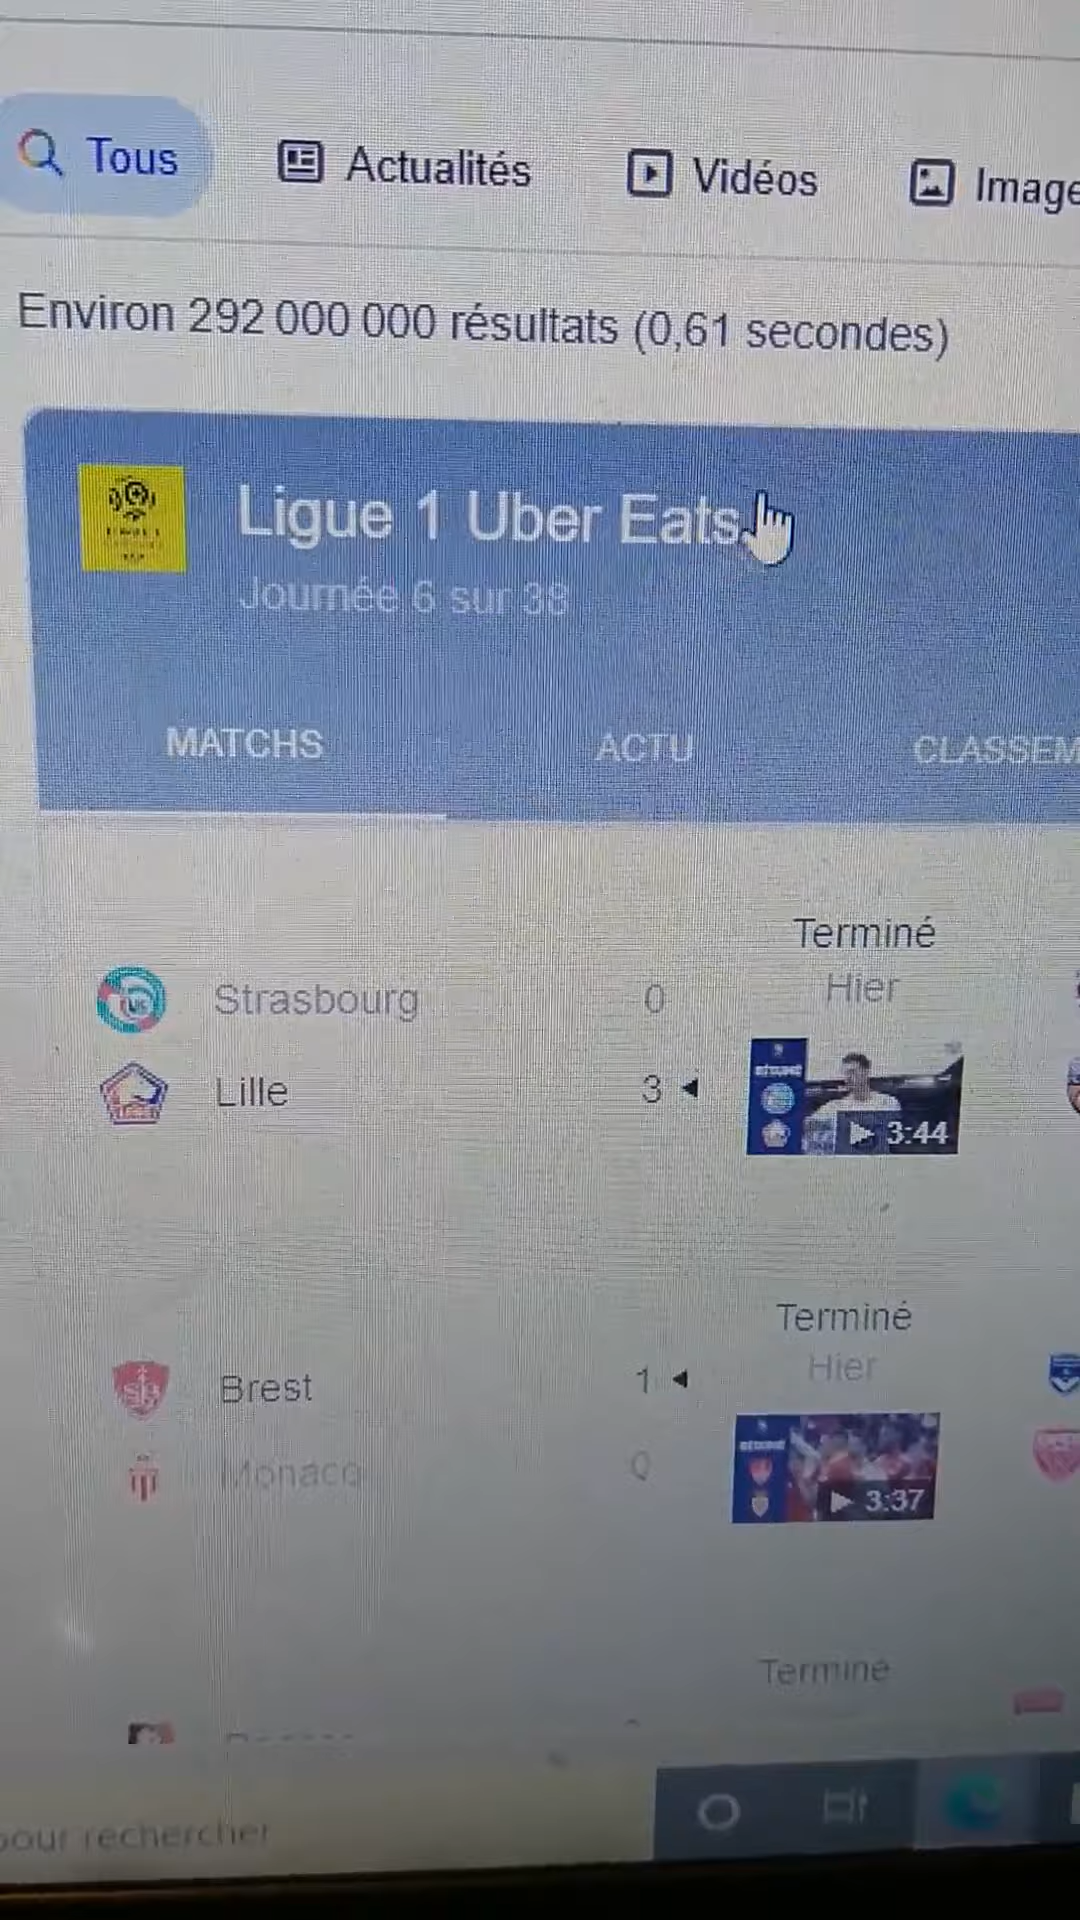 Tous Actualités Vidéos Image
Environ 292 000 000 résultats (0,61 secondes)
Ligue 1 Uber Eats
Journée 6 sur 38
MATCHS ACTU CLASSEM
Terminé
Strasbourg 0 Hier
Lille 3
3:44
Terminé
Brest 1 Hier
Monaco 0
3:37
Terminé
pour rechercher